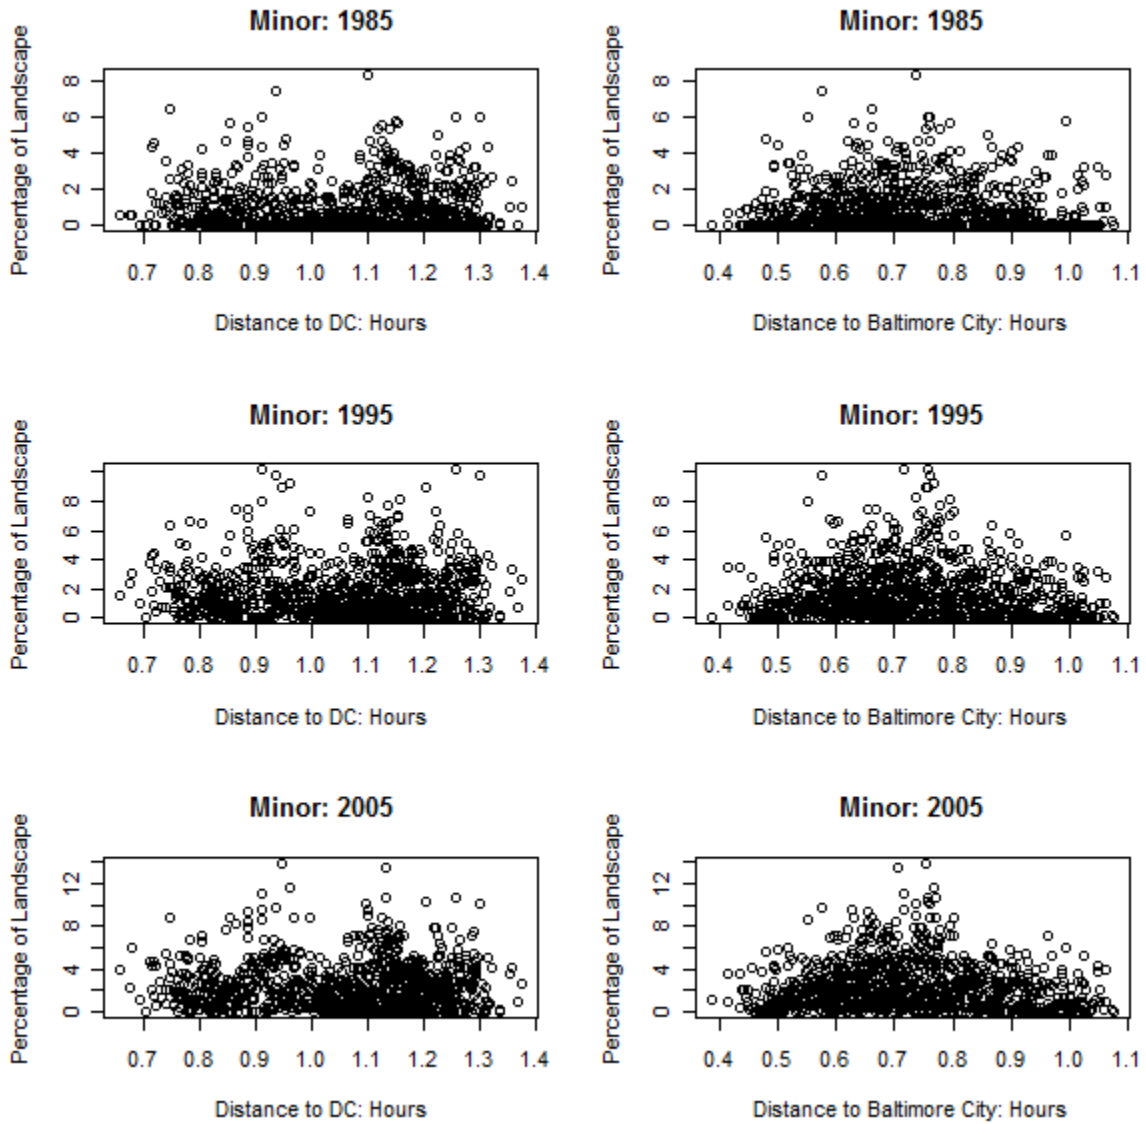 Minor: 1985
Percentage of Landscape
8
6
4
2
0
0.7 0.8 0.9 1.0 1.1 1.2 1.3 1.4
Distance to DC: Hours
Minor: 1985
Percentage of Landscape
8
6
4
2
0
0.4 0.5 0.6 0.7 0.8 0.9 1.0 1.1
Distance to Baltimore City: Hours
Minor: 1995
Percentage of Landscape
8
6
4
2
0
0.7 0.8 0.9 1.0 1.1 1.2 1.3 1.4
Distance to DC: Hours
Minor: 1995
Percentage of Landscape
8
6
4
2
0
0.4 0.5 0.6 0.7 0.8 0.9 1.0 1.1
Distance to Baltimore City: Hours
Minor: 2005
Percentage of Landscape
12
8
4
0
0.7 0.8 0.9 1.0 1.1 1.2 1.3 1.4
Distance to DC: Hours
Minor: 2005
Percentage of Landscape
12
8
4
0
0.4 0.5 0.6 0.7 0.8 0.9 1.0 1.1
Distance to Baltimore City: Hours